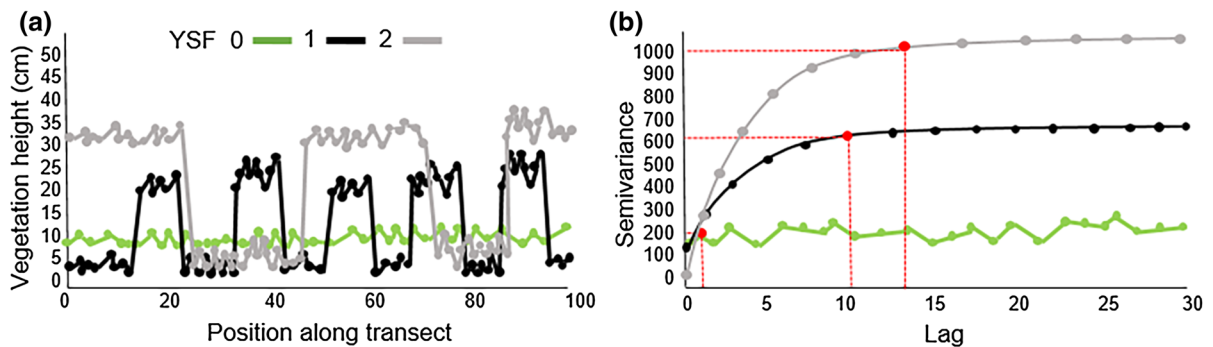 (a)
YSF 0 1 2
Vegetation height (cm)
50
45
40
35
30
25
20
15
10
5
0
0 20 40 60 80 100
Position along transect
(b)
Semivariance
1000
900
800
700
600
500
400
300
200
100
0
0 5 10 15 20 25 30
Lag